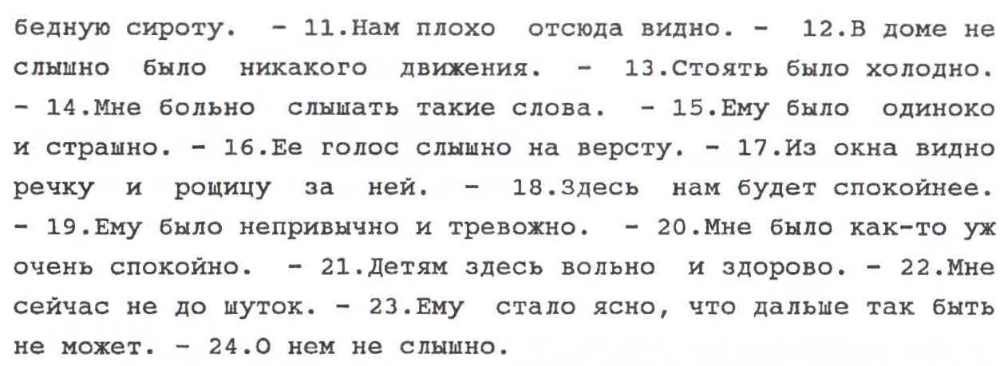 бедную сироту. - 11.Нам плохо отсюда видно. - 12.В доме не
слышно было никакого движения. - 13.Стоять было холодно.
- 14.Мне больно слышать такие слова. - 15.Ему было одиноко
и страшно. - 16.Ее голос слышно на версту. - 17.Из окна видно
речку и рощицу за ней. - 18.Здесь нам будет спокойнее.
- 19.Ему было непривычно и тревожно. - 20.Мне было как-то уж
очень спокойно. - 21.Детям здесь вольно и здорово. - 22.Мне
сейчас не до шуток. - 23.Ему стало ясно, что дальше так быть
не может. - 24.О нем не слышно.